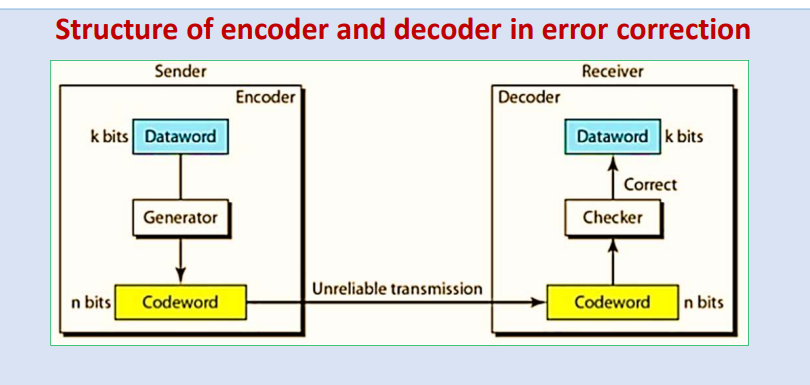 Structure of encoder and decoder in error correction
Sender
Receiver
Encoder
Decoder
k bits Dataword
Dataword k bits
Correct
Generator
Checker
Unreliable transmission
n bits Codeword
Codeword n bits